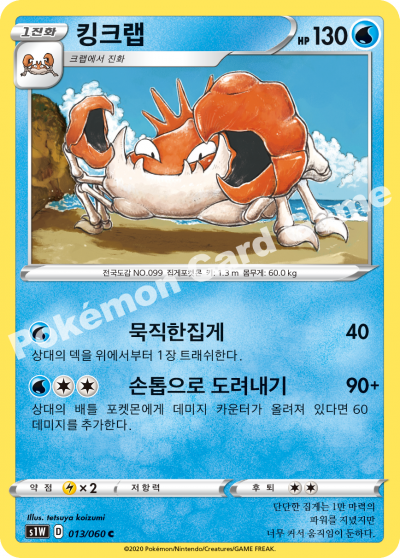 1진화
킹크랩
HP 130
크랩에서 진화
전국도감 NO.099 집게포켓몬 키: 1.3 m 몸무게: 60.0 kg
묵직한집게 40
상대의 덱을 위에서부터 1장 트래쉬한다.
손톱으로 도려내기 90+
상대의 배틀 포켓몬에게 데미지 카운터가 올려져 있다면 60
데미지를 추가한다.
약점 ×2 저항력 후퇴
Illus. tetsuya koizumi
s1W D 013/060 C
단단한 집게는 1만 마력의
파워를 지녔지만
너무 커서 움직임이 둔하다.
©2020 Pokémon/Nintendo/Creatures/GAME FREAK.
Pokémon Card Game